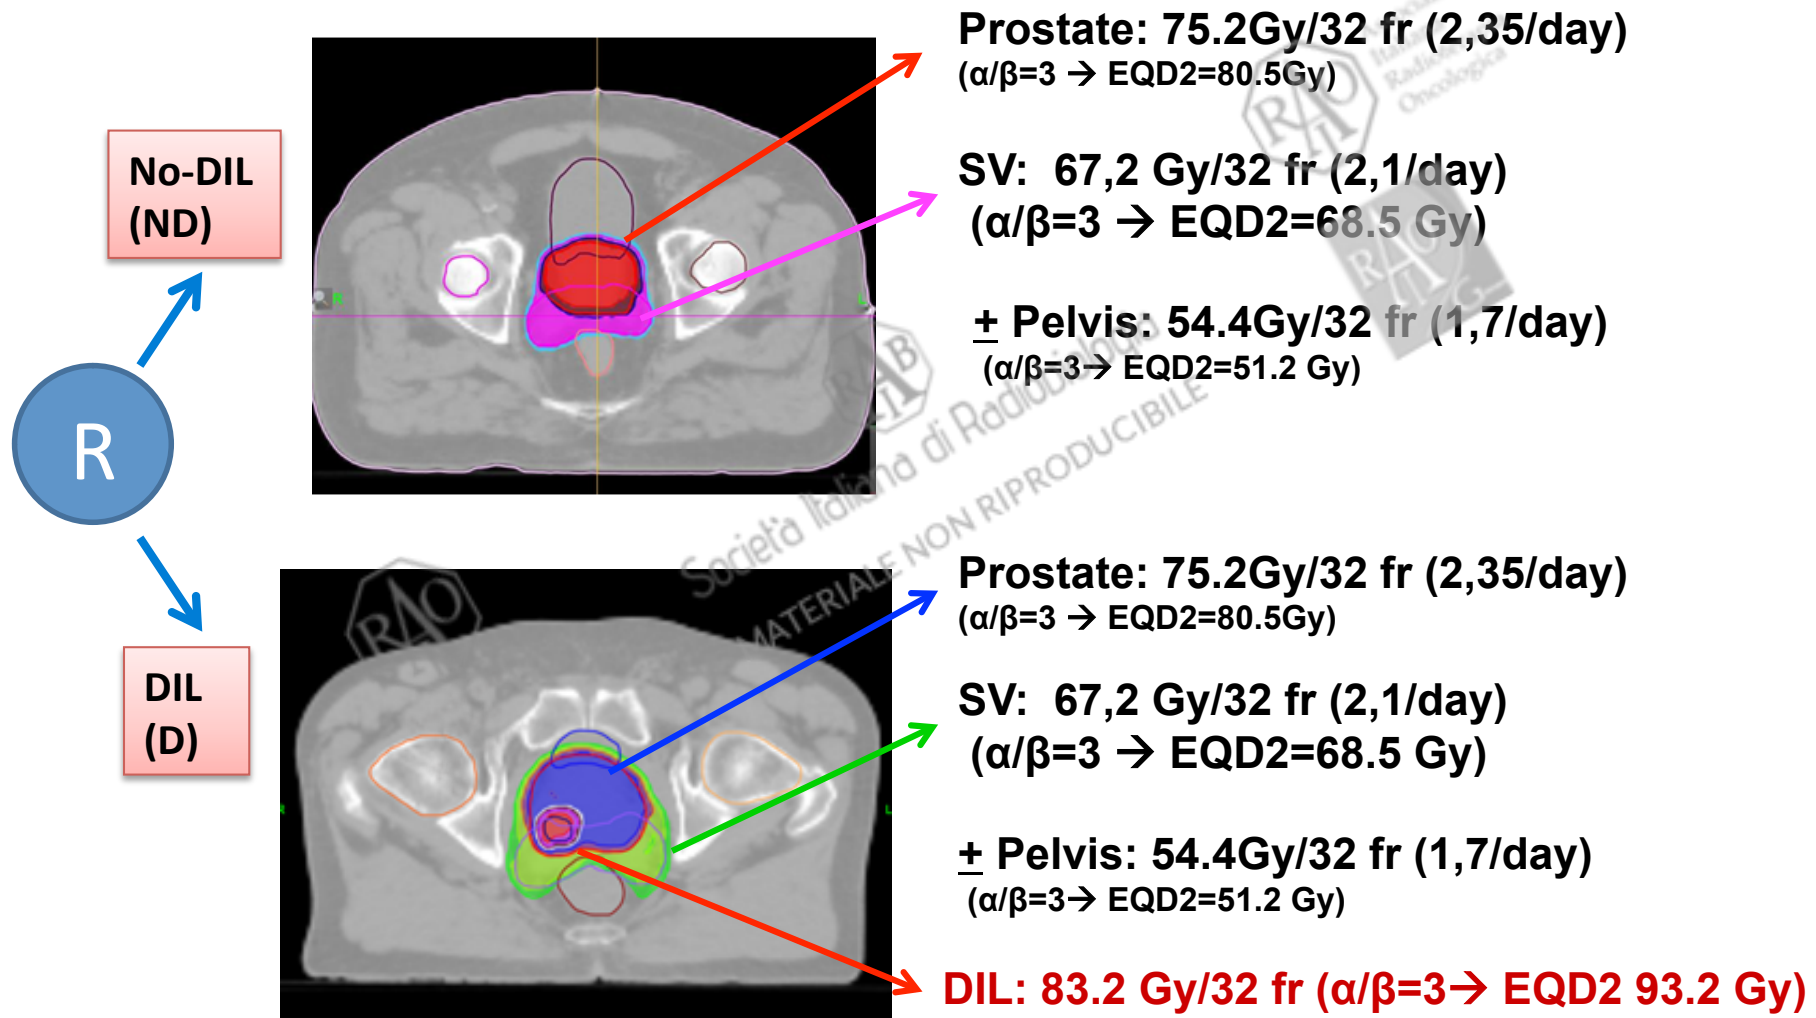 Prostate: 75.2Gy/32 fr (2,35/day)
(α/β=3 → EQD2=80.5Gy)
No-DIL
(ND)
SV: 67,2 Gy/32 fr (2,1/day)
(α/β=3 → EQD2=68.5 Gy)
± Pelvis: 54.4Gy/32 fr (1,7/day)
(α/β=3→ EQD2=51.2 Gy)
R
L
R
Prostate: 75.2Gy/32 fr (2,35/day)
(α/β=3 → EQD2=80.5Gy)
DIL
(D)
SV: 67,2 Gy/32 fr (2,1/day)
(α/β=3 → EQD2=68.5 Gy)
± Pelvis: 54.4Gy/32 fr (1,7/day)
(α/β=3→ EQD2=51.2 Gy)
DIL: 83.2 Gy/32 fr (α/β=3→ EQD2 93.2 Gy)
Società Italiana di Radiobiologia
MATERIALE NON RIPRODUCIBILE
Oncologica